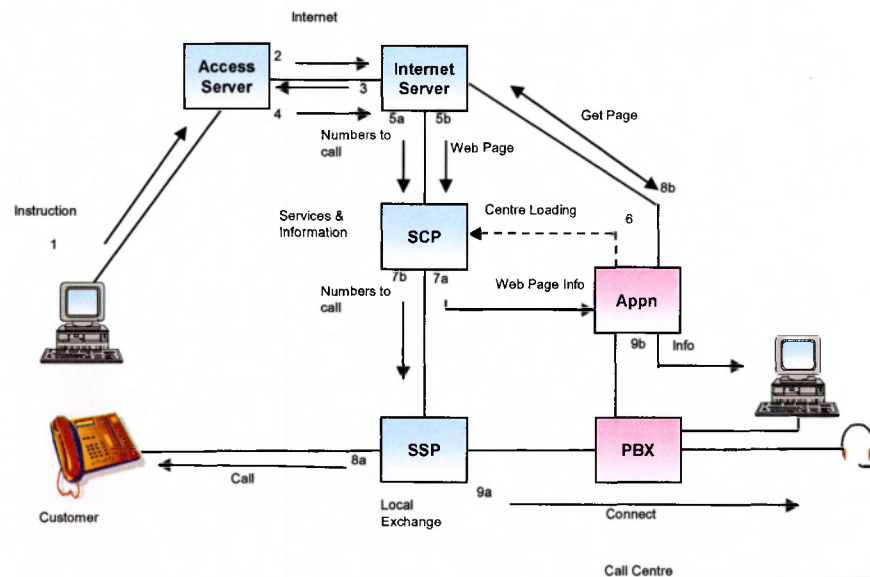 Internet
2
Access
Server
Internet
Server
3
4
5a
5b
Get Page
Numbers to
call
Web Page
8b
Instruction
1
Services &
Information
Centre Loading
6
SCP
7b
7a
Numbers to
call
Web Page Info
Appn
9b
Info
SSP
PBX
8a
Call
9a
Customer
Local
Exchange
Connect
Call Centre